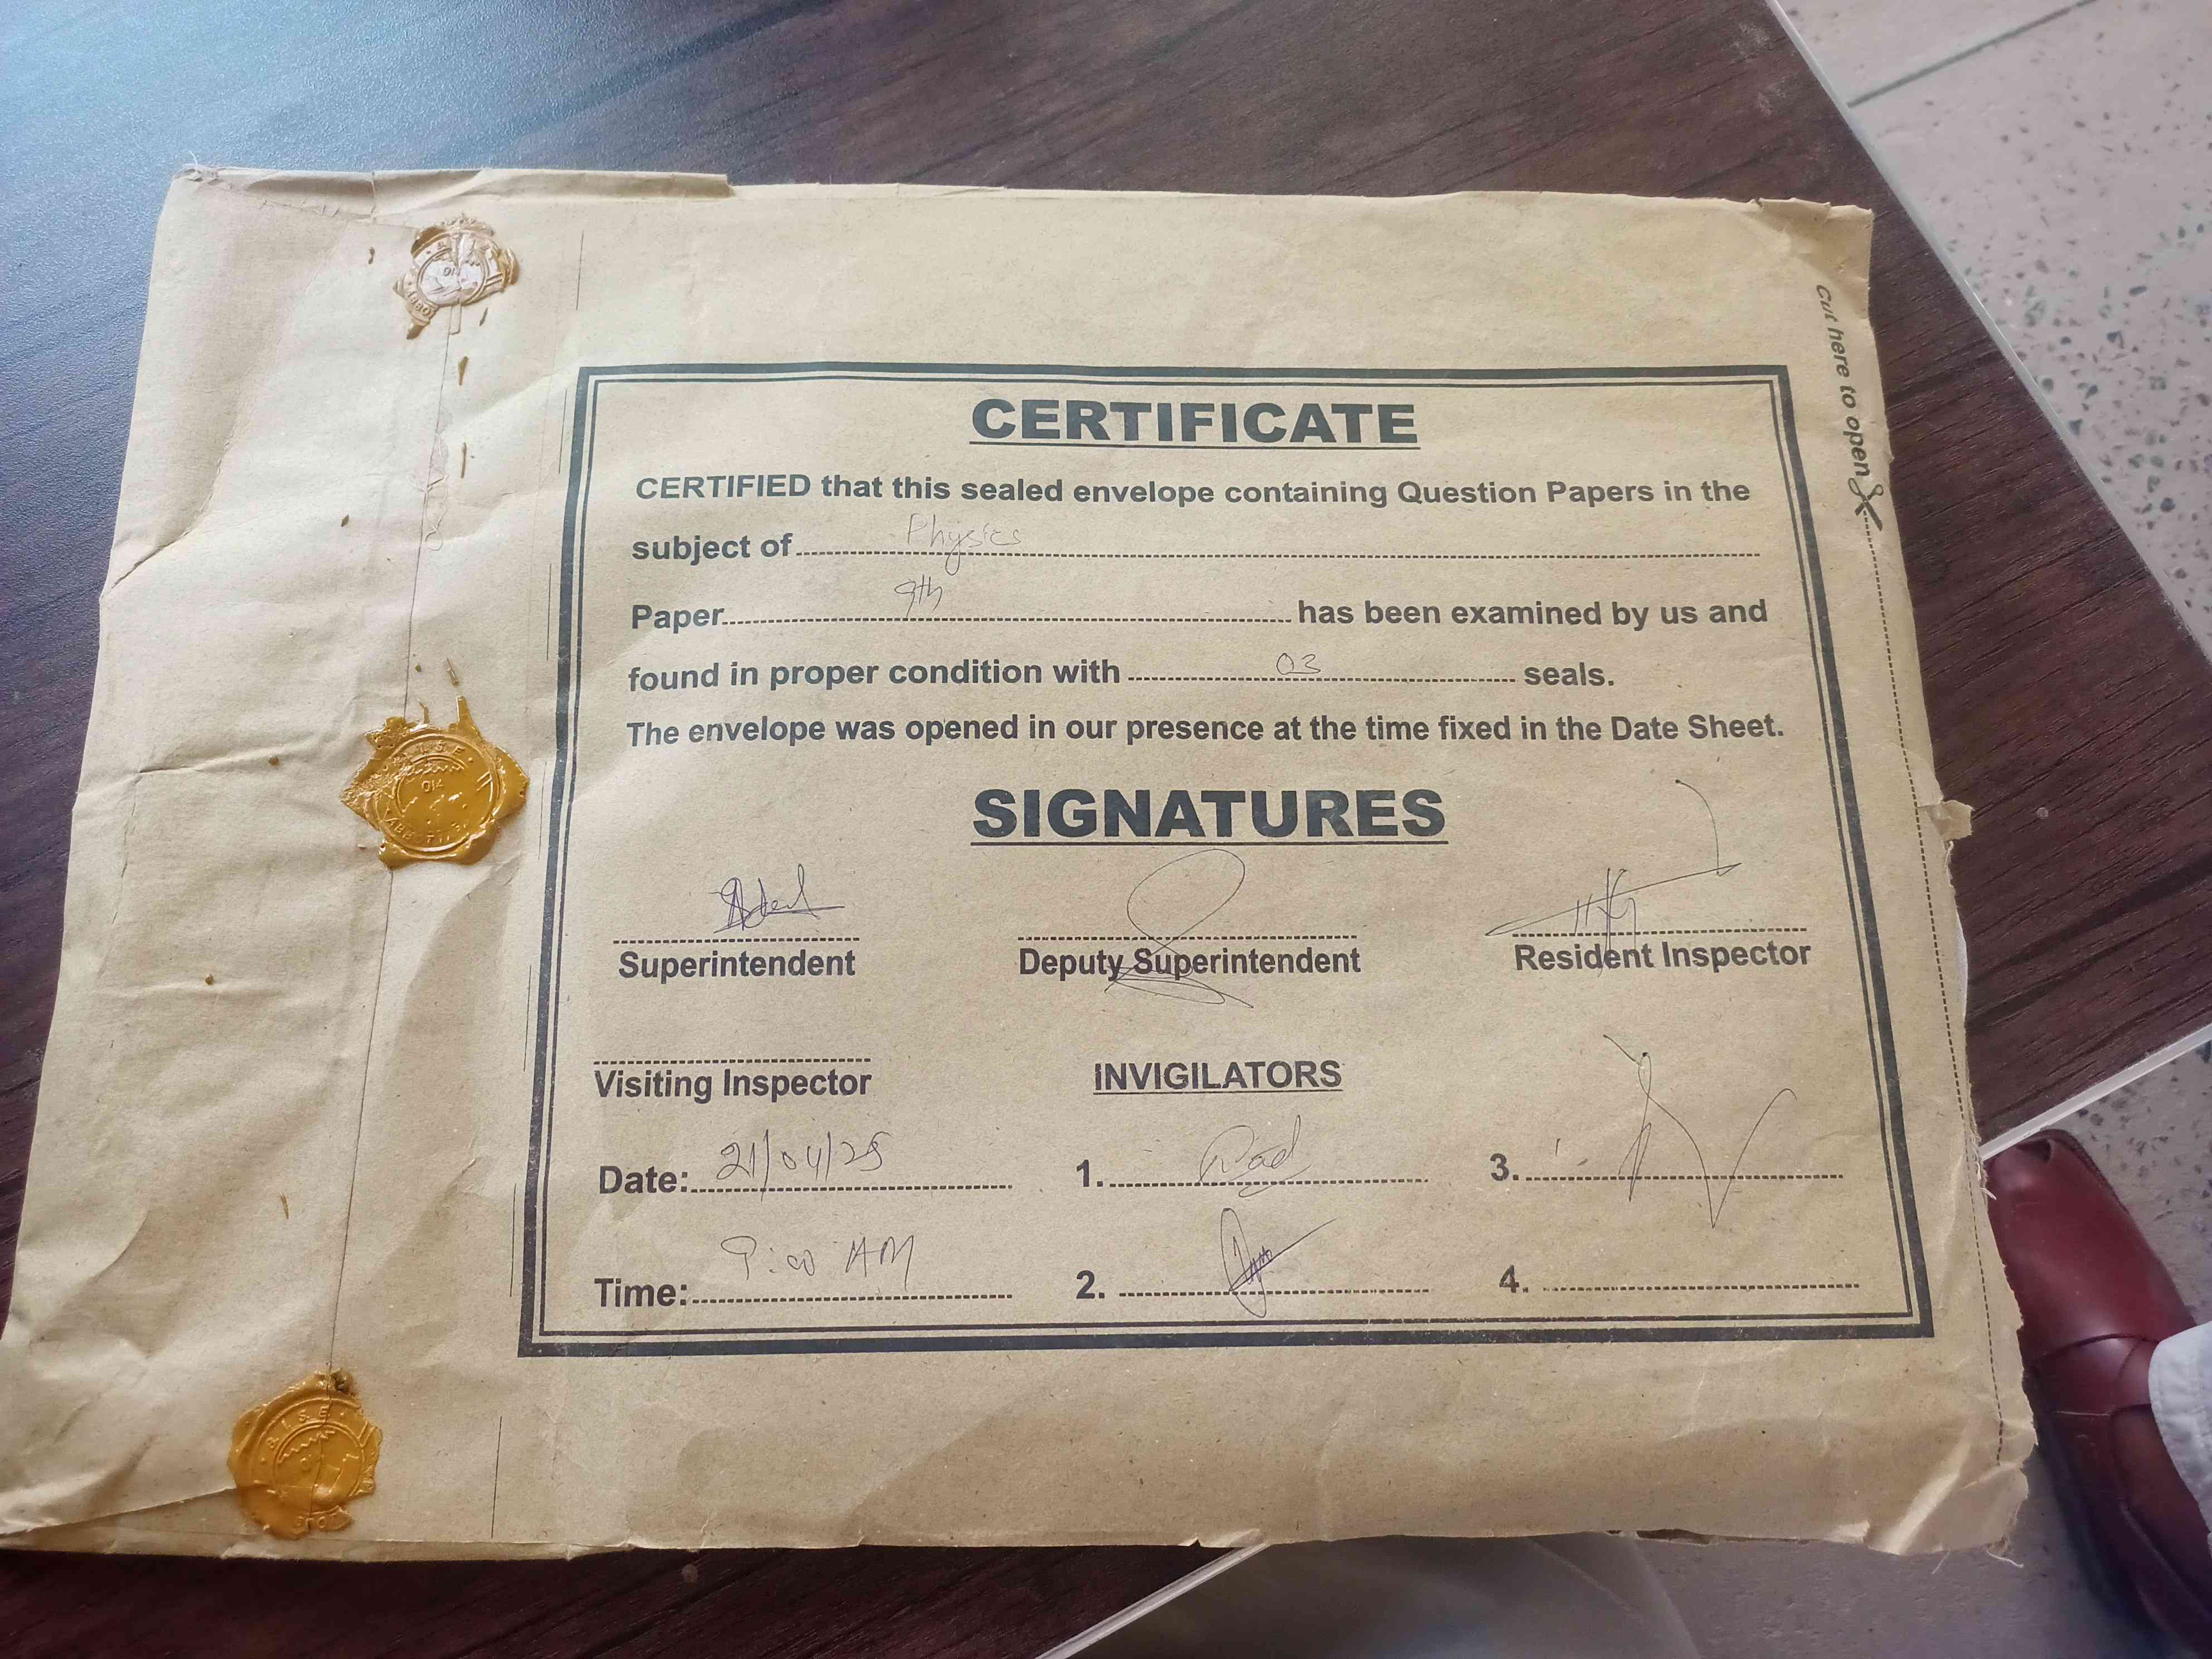 Cut here to open
CERTIFICATE
CERTIFIED that this sealed envelope containing Question Papers in the
subject of Physics
Paper 9th has been examined by us and
found in proper condition with 03 seals.
The envelope was opened in our presence at the time fixed in the Date Sheet.
SIGNATURES
Superintendent Deputy Superintendent Resident Inspector
Visiting Inspector INVIGILATORS
Date: 21/04/25 1. 3.
Time: 9:00 AM 2. 4.